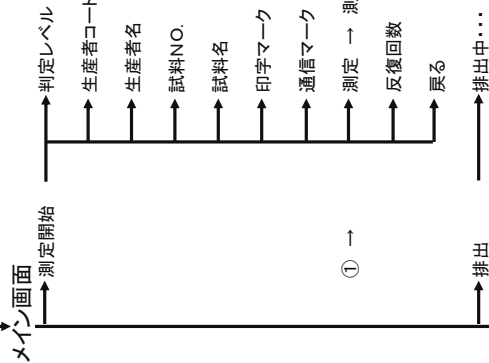 メイン画面
測定開始
判定レベル
生産者コード
生産者名
試料NO.
試料名
印字マーク
通信マーク
① →
測定 → 測
反復回数
戻る
排出
排出中･･･